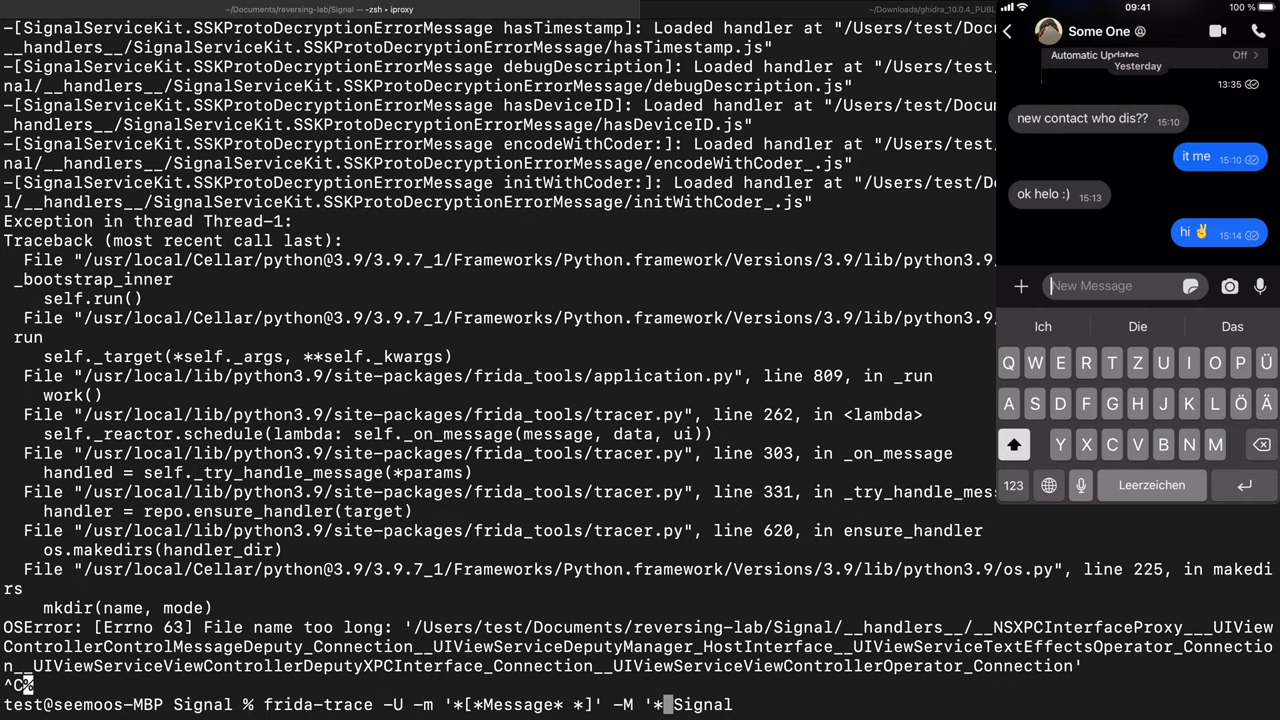 ~/Documents/reversing-lab/Signal — -zsh • iproxy
~/Downloads/ghidra_10.0.4_PUBL
-[SignalServiceKit.SSKProtoDecryptionErrorMessage hasTimestamp]: Loaded handler at "/Users/test/Docu
__handlers__/SignalServiceKit.SSKProtoDecryptionErrorMessage/hasTimestamp.js"
-[SignalServiceKit.SSKProtoDecryptionErrorMessage debugDescription]: Loaded handler at "/Users/test/
nal/__handlers__/SignalServiceKit.SSKProtoDecryptionErrorMessage/debugDescription.js"
-[SignalServiceKit.SSKProtoDecryptionErrorMessage hasDeviceID]: Loaded handler at "/Users/test/Docum
_handlers__/SignalServiceKit.SSKProtoDecryptionErrorMessage/hasDeviceID.js"
-[SignalServiceKit.SSKProtoDecryptionErrorMessage encodeWithCoder:]: Loaded handler at "/Users/test/
nal/__handlers__/SignalServiceKit.SSKProtoDecryptionErrorMessage/encodeWithCoder_.js"
-[SignalServiceKit.SSKProtoDecryptionErrorMessage initWithCoder:]: Loaded handler at "/Users/test/Do
l/__handlers__/SignalServiceKit.SSKProtoDecryptionErrorMessage/initWithCoder_.js"
Exception in thread Thread-1:
Traceback (most recent call last):
  File "/usr/local/Cellar/python@3.9/3.9.7_1/Frameworks/Python.framework/Versions/3.9/lib/python3.9/
_bootstrap_inner
    self.run()
  File "/usr/local/Cellar/python@3.9/3.9.7_1/Frameworks/Python.framework/Versions/3.9/lib/python3.9/
run
    self._target(*self._args, **self._kwargs)
  File "/usr/local/lib/python3.9/site-packages/frida_tools/application.py", line 809, in _run
    work()
  File "/usr/local/lib/python3.9/site-packages/frida_tools/tracer.py", line 262, in <lambda>
    self._reactor.schedule(lambda: self._on_message(message, data, ui))
  File "/usr/local/lib/python3.9/site-packages/frida_tools/tracer.py", line 303, in _on_message
    handled = self._try_handle_message(*params)
  File "/usr/local/lib/python3.9/site-packages/frida_tools/tracer.py", line 331, in _try_handle_mess
    handler = repo.ensure_handler(target)
  File "/usr/local/lib/python3.9/site-packages/frida_tools/tracer.py", line 620, in ensure_handler
    os.makedirs(handler_dir)
  File "/usr/local/Cellar/python@3.9/3.9.7_1/Frameworks/Python.framework/Versions/3.9/lib/python3.9/os.py", line 225, in makedi
rs
    mkdir(name, mode)
OSError: [Errno 63] File name too long: '/Users/test/Documents/reversing-lab/Signal/__handlers__/__NSXPCInterfaceProxy___UIView
ControllerControlMessageDeputy_Connection__UIViewServiceDeputyManager_HostInterface__UIViewServiceTextEffectsOperator_Connectio
n__UIViewServiceViewControllerDeputyXPCInterface_Connection__UIViewServiceViewControllerOperator_Connection'
^C%
test@seemoos-MBP Signal % frida-trace -U -m '*[*Message* *]' -M '* Signal
09:41
100 %
Some One
Automatic Updates
Off
Yesterday
13:35
new contact who dis?? 15:10
it me 15:10
ok helo :) 15:13
hi ✌ 15:14
New Message
Ich Die Das
Q W E R T Z U I O P Ü
A S D F G H J K L Ö Ä
Y X C V B N M
123 Leerzeichen